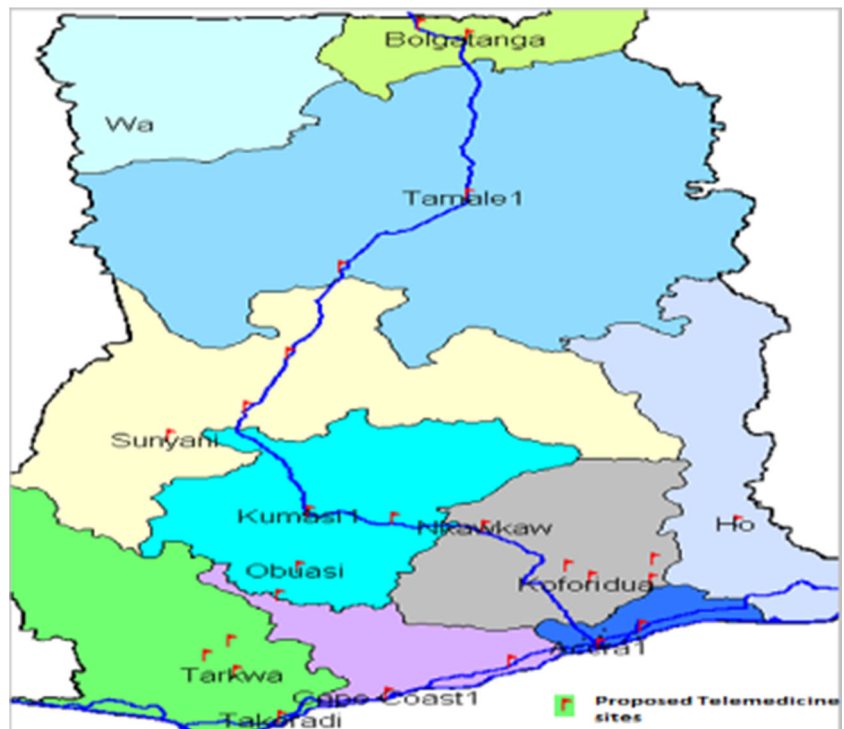 Bolgatanga
Wa
Tamale1
Sunyani
Kumasi1
Nkawkaw
Ho
Obuasi
Koforidua
Accra1
Tarkwa
Cape Coast1
Takoradi
Proposed Telemedicine
sites